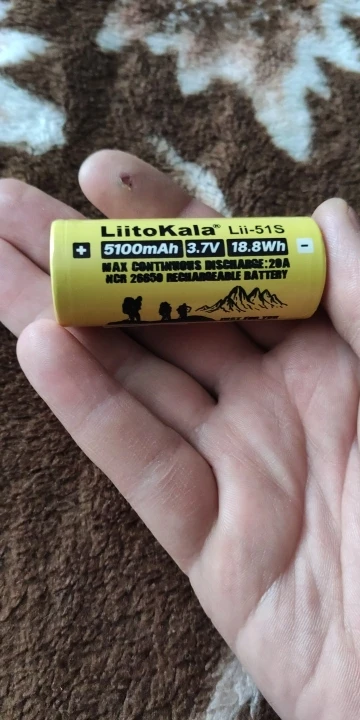 LiitoKala® Lii-51S
+ 5100mAh 3.7V 18.8Wh -
MAX CONTINUOUS DISCHARGE:20A
NCR 26650 RECHARGEABLE BATTERY